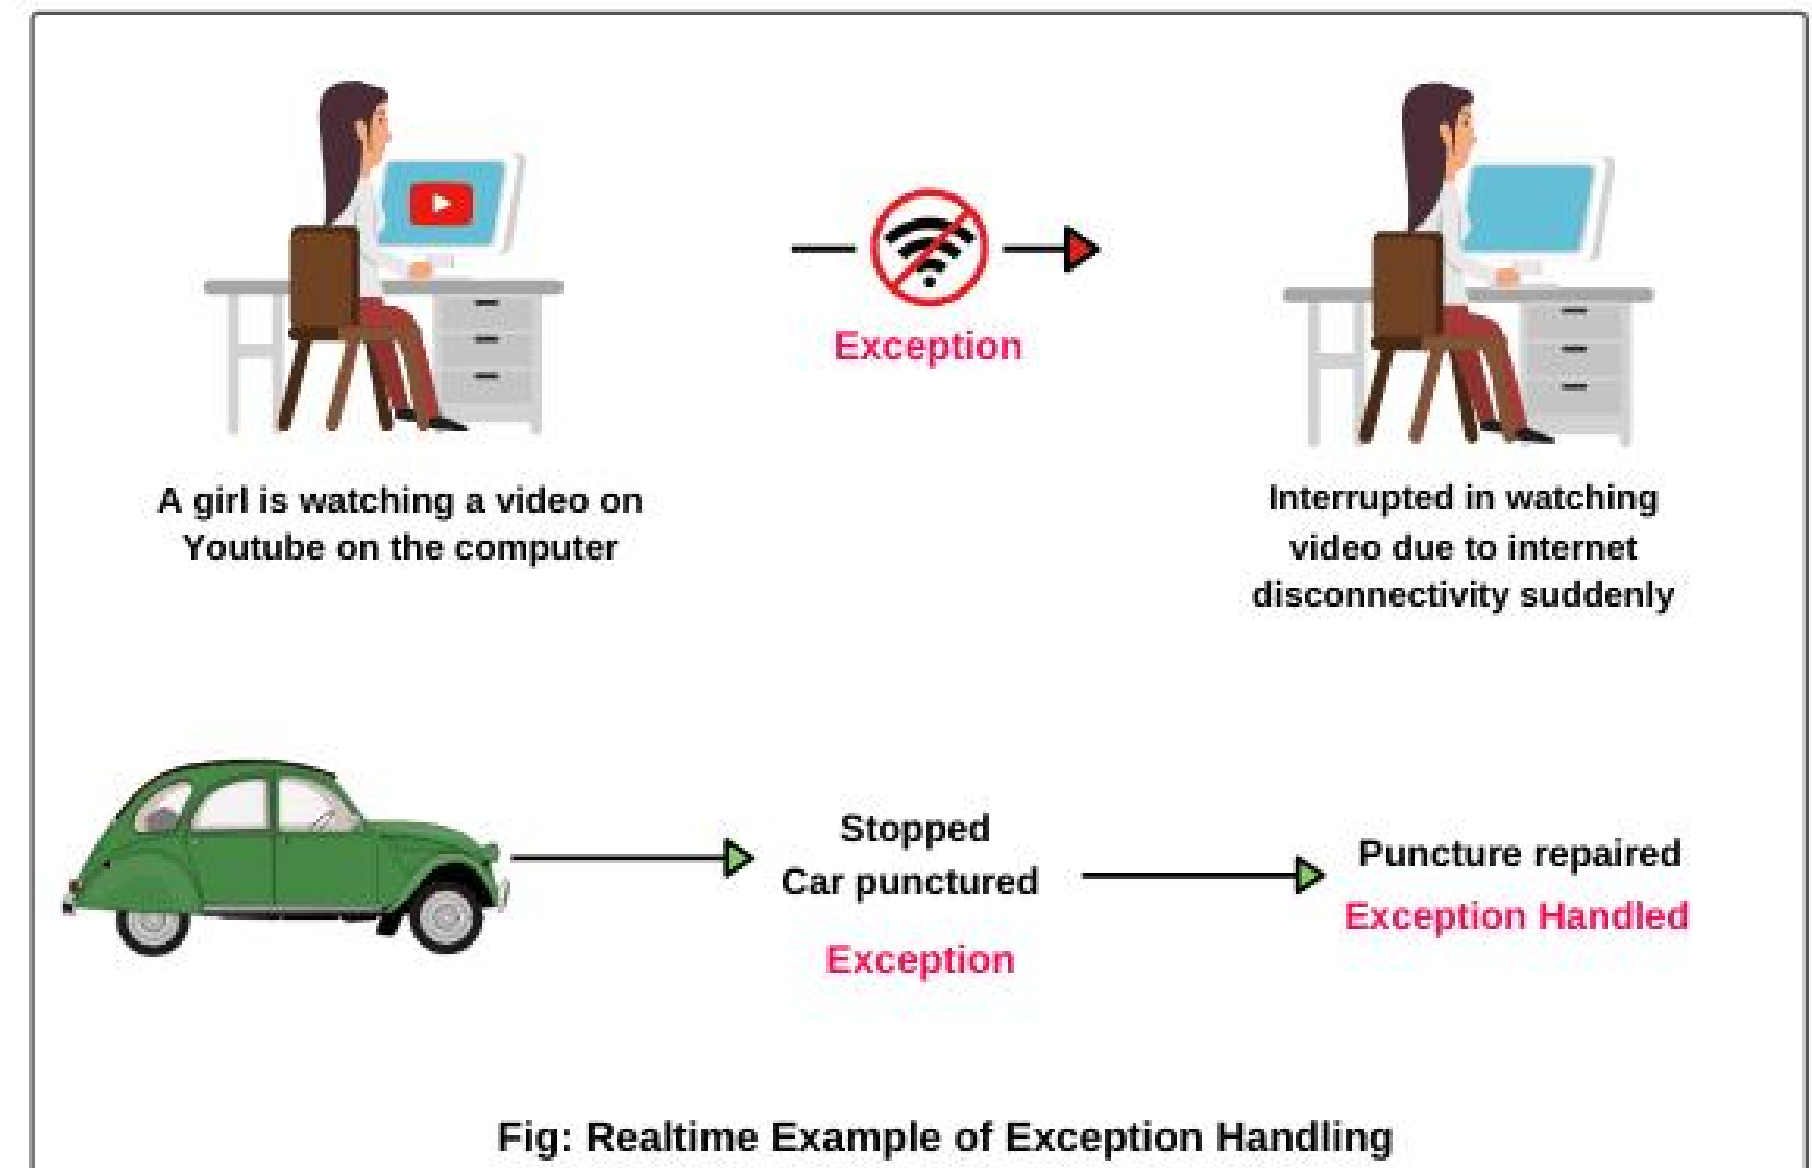 Exception
A girl is watching a video on
Youtube on the computer
Interrupted in watching
video due to internet
disconnectivity suddenly
Stopped
Car punctured
Exception
Puncture repaired
Exception Handled
Fig: Realtime Example of Exception Handling